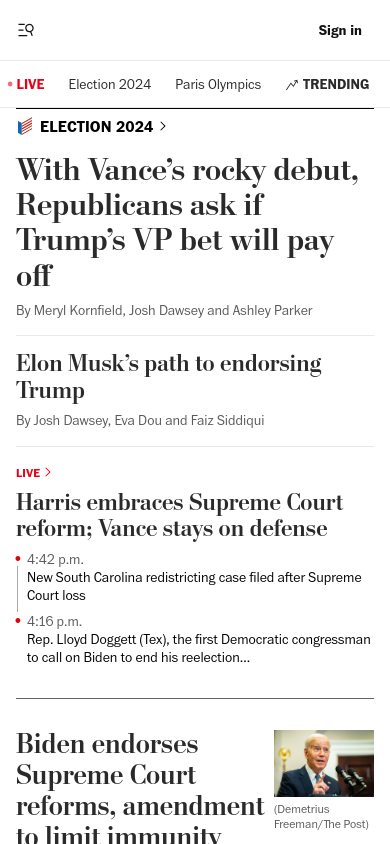 Sign in
LIVE Election 2024 Paris Olympics TRENDING
ELECTION 2024
With Vance’s rocky debut,
Republicans ask if
Trump’s VP bet will pay
off
By Meryl Kornfield, Josh Dawsey and Ashley Parker
Elon Musk’s path to endorsing
Trump
By Josh Dawsey, Eva Dou and Faiz Siddiqui
LIVE
Harris embraces Supreme Court
reform; Vance stays on defense
4:42 p.m.
New South Carolina redistricting case filed after Supreme
Court loss
4:16 p.m.
Rep. Lloyd Doggett (Tex), the first Democratic congressman
to call on Biden to end his reelection...
Biden endorses
Supreme Court
reforms, amendment
to limit immunity
(Demetrius
Freeman/The Post)